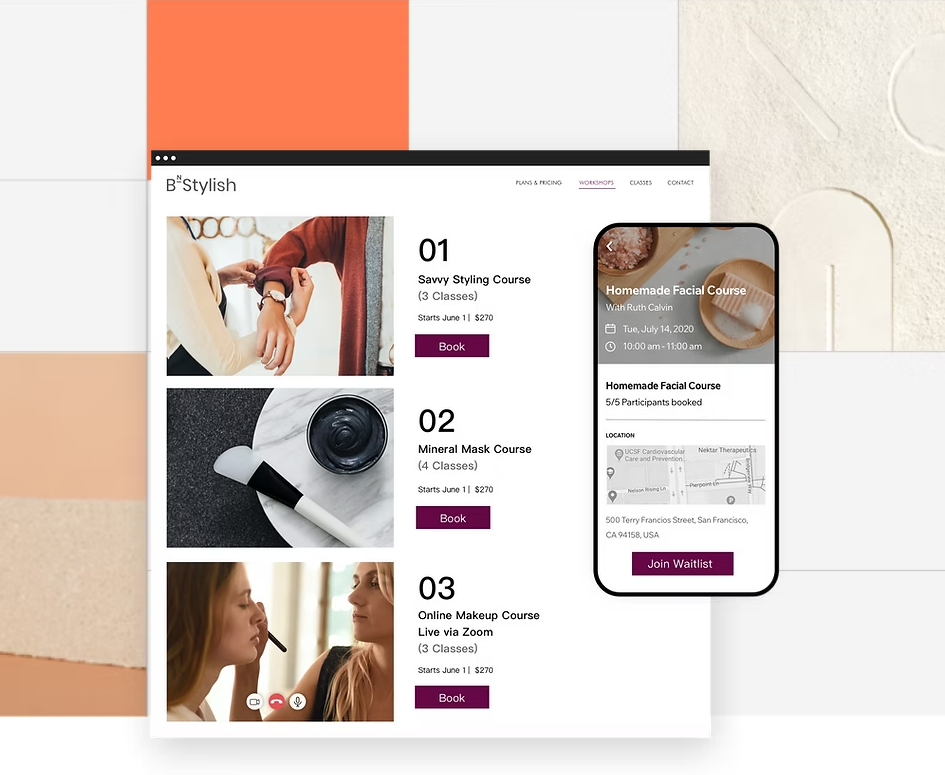 BNStylish
PLANS & PRICING
WORKSHOPS
CLASSES
CONTACT
01
Savvy Styling Course
(3 Classes)
Starts June 1 | $270
Book
02
Mineral Mask Course
(4 Classes)
Starts June 1 | $270
Book
03
Online Makeup Course
Live via Zoom
(3 Classes)
Starts June 1 | $270
Book
Homemade Facial Course
With Ruth Calvin
Tue, July 14, 2020
10:00 am - 11:00 am
Homemade Facial Course
5/5 Participants booked
LOCATION
UCSF Cardiovascular
Care and Prevention
Nektar Therapeutics
Nelson Rising Ln
Pierpoint Ln
P
500 Terry Francios Street, San Francisco,
CA 94158, USA
Join Waitlist